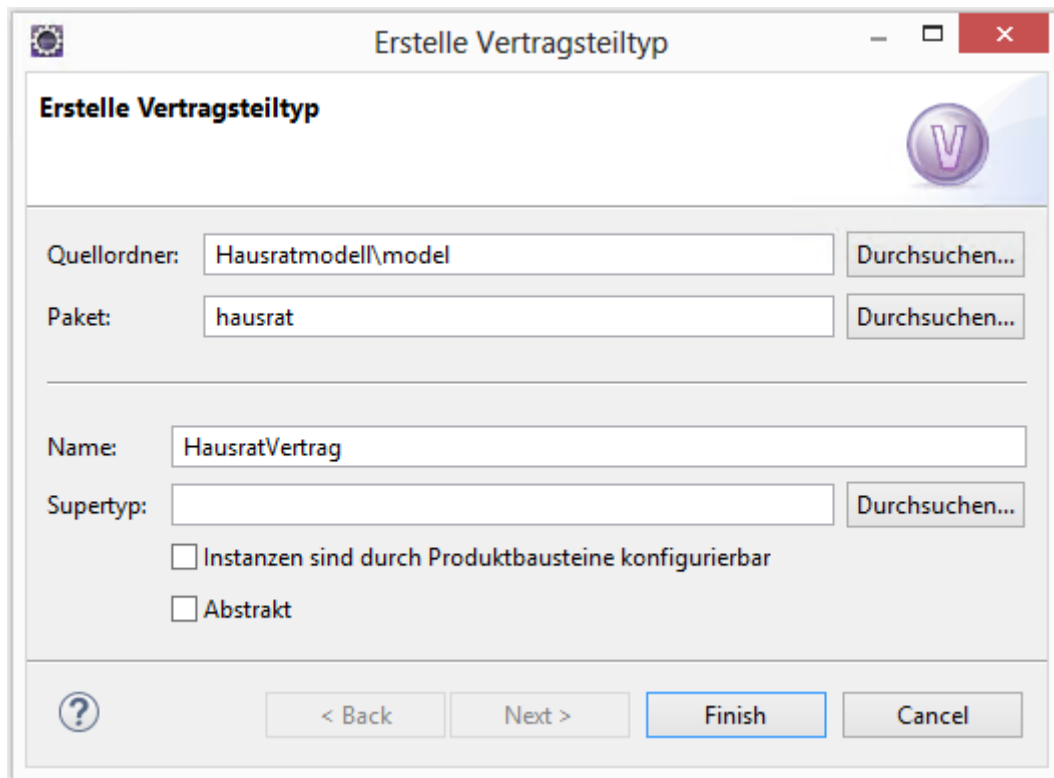 Erstelle Vertragsteiltyp
Erstelle Vertragsteiltyp
V
Quellordner: Hausratmodell\model Durchsuchen...
Paket: hausrat Durchsuchen...
Name: HausratVertrag
Supertyp: Durchsuchen...
Instanzen sind durch Produktbausteine konfigurierbar
Abstrakt
? < Back Next > Finish Cancel